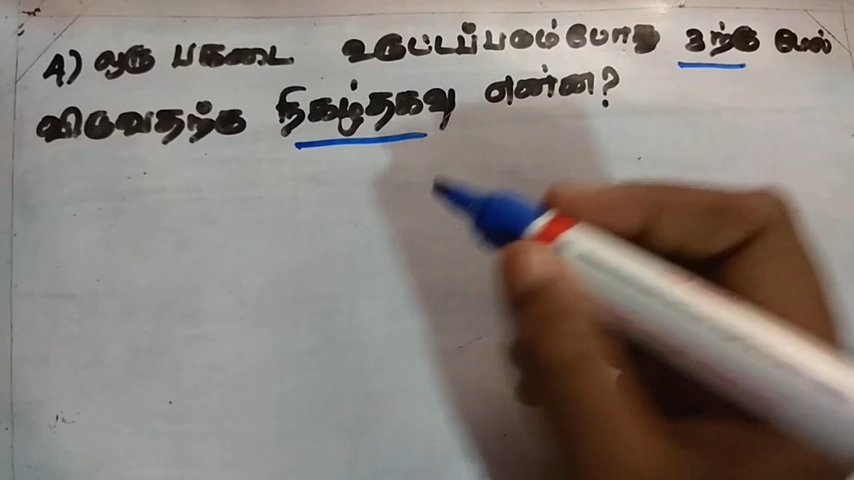 4) ஒரு பகடை உருட்டப்படும்போது 3ற்கு மேல்
விழுவதற்கு நிகழ்தகவு என்ன?